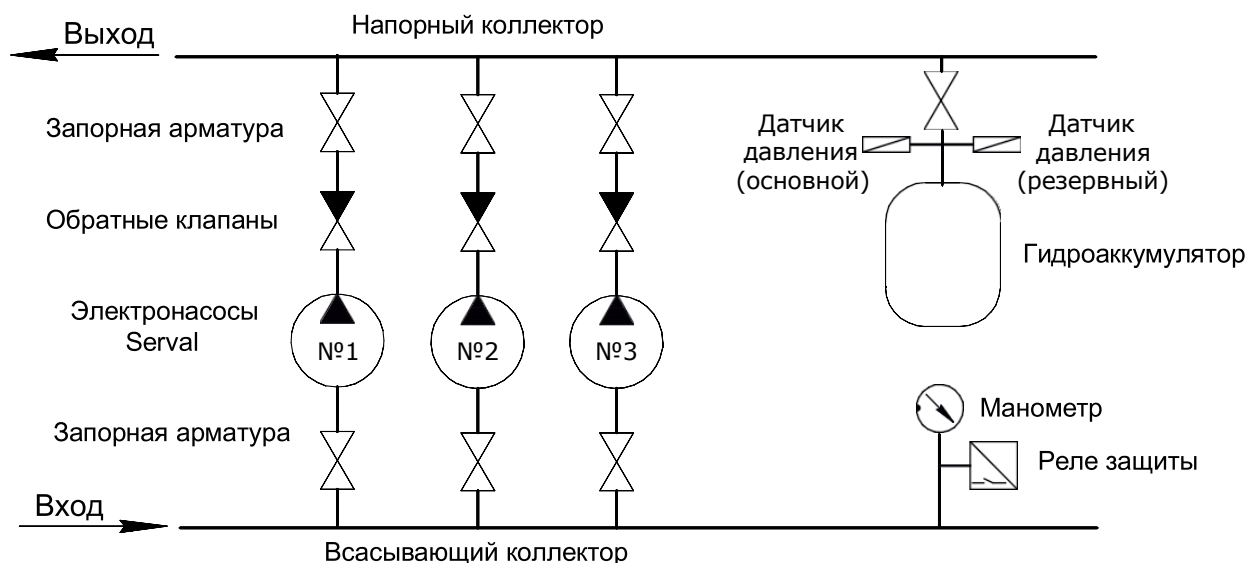 Выход
Напорный коллектор
Запорная арматура
Датчик
давления
(основной)
Датчик
давления
(резервный)
Обратные клапаны
Гидроаккумулятор
Электронасосы
Serval
№1
№2
№3
Манометр
Запорная арматура
Реле защиты
Вход
Всасывающий коллектор